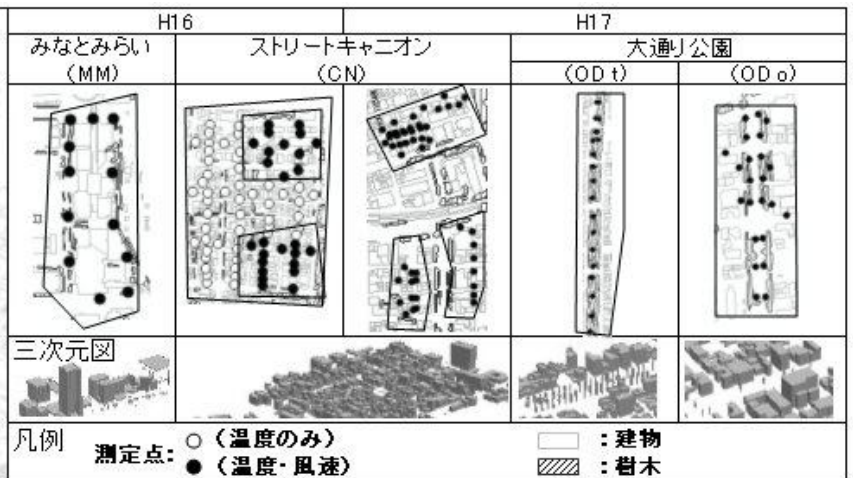 H16 H17
みなとみらい ストリートキャニオン 大通り公園
(MM) (CN) (OD t) (OD o)
三次元図
凡例 測定点: ○ (温度のみ) : 建物
● (温度・風速) : 樹木